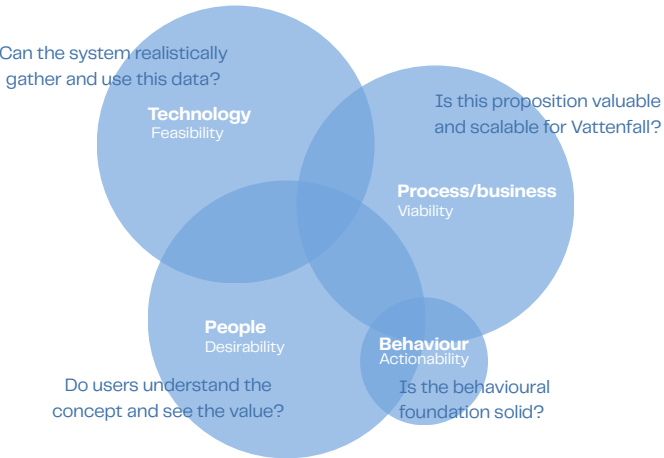 Can the system realistically
gather and use this data?
Technology
Feasibility
Is this proposition valuable
and scalable for Vattenfall?
Process/business
Viability
People
Desirability
Do users understand the
concept and see the value?
Behaviour
Actionability
Is the behavioural
foundation solid?